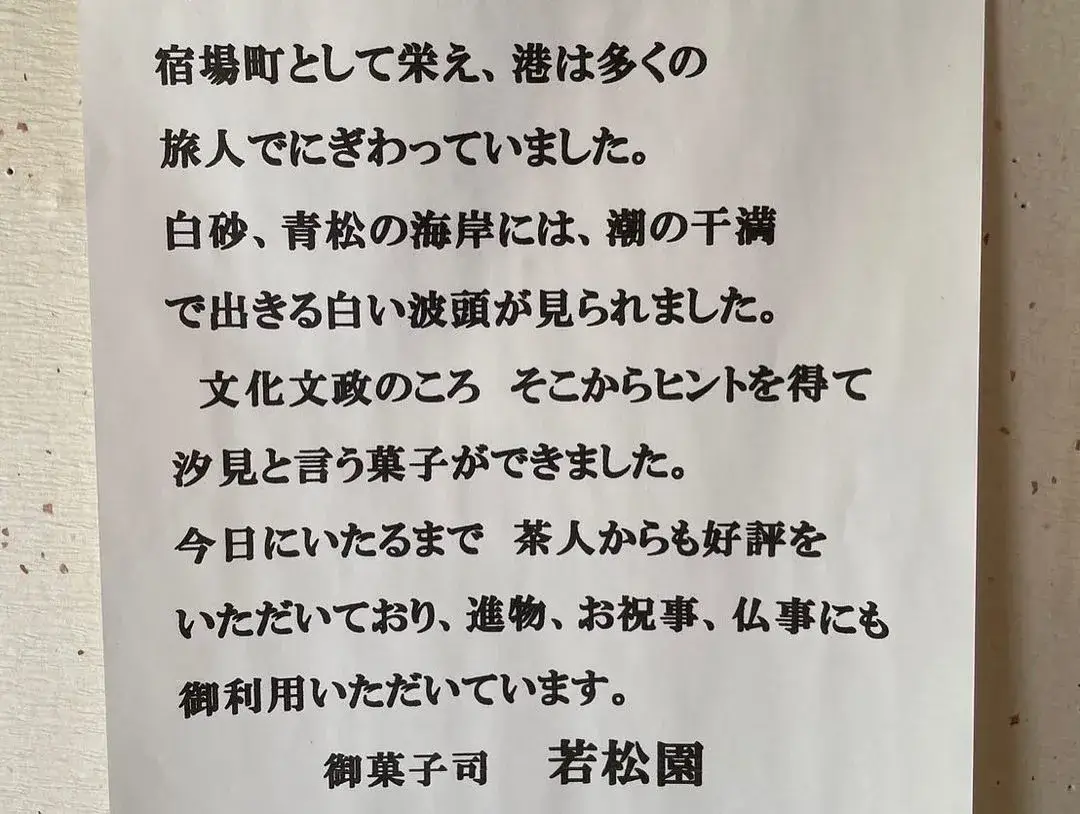 宿場町として栄え、港は多くの
旅人でにぎわっていました。
白砂、青松の海岸には、潮の干満
で出きる白い波頭が見られました。
文化文政のころ そこからヒントを得て
汐見と言う菓子ができました。
今日にいたるまで 茶人からも好評を
いただいており、進物、お祝事、仏事にも
御利用いただいています。
御菓子司 若松園